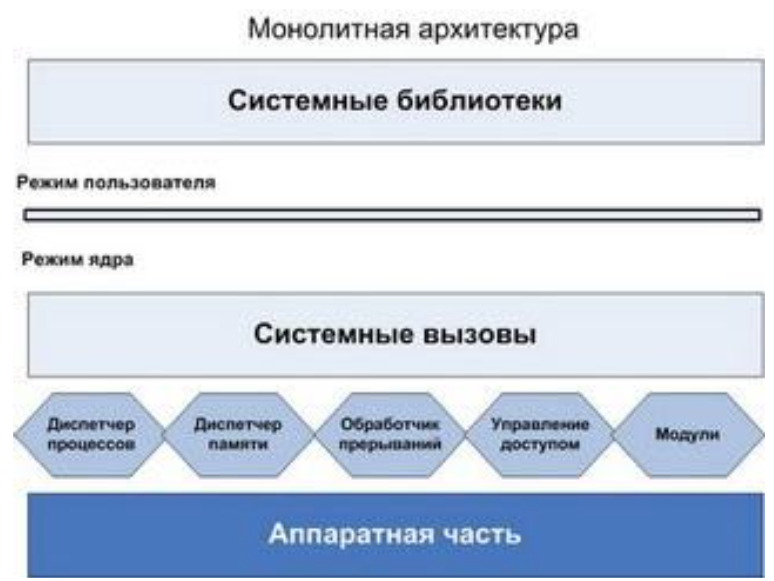 Монолитная архитектура
Системные библиотеки
Режим пользователя
Режим ядра
Системные вызовы
Диспетчер
процессов
Диспетчер
памяти
Обработчик
прерываний
Управление
доступом
Модули
Аппаратная часть